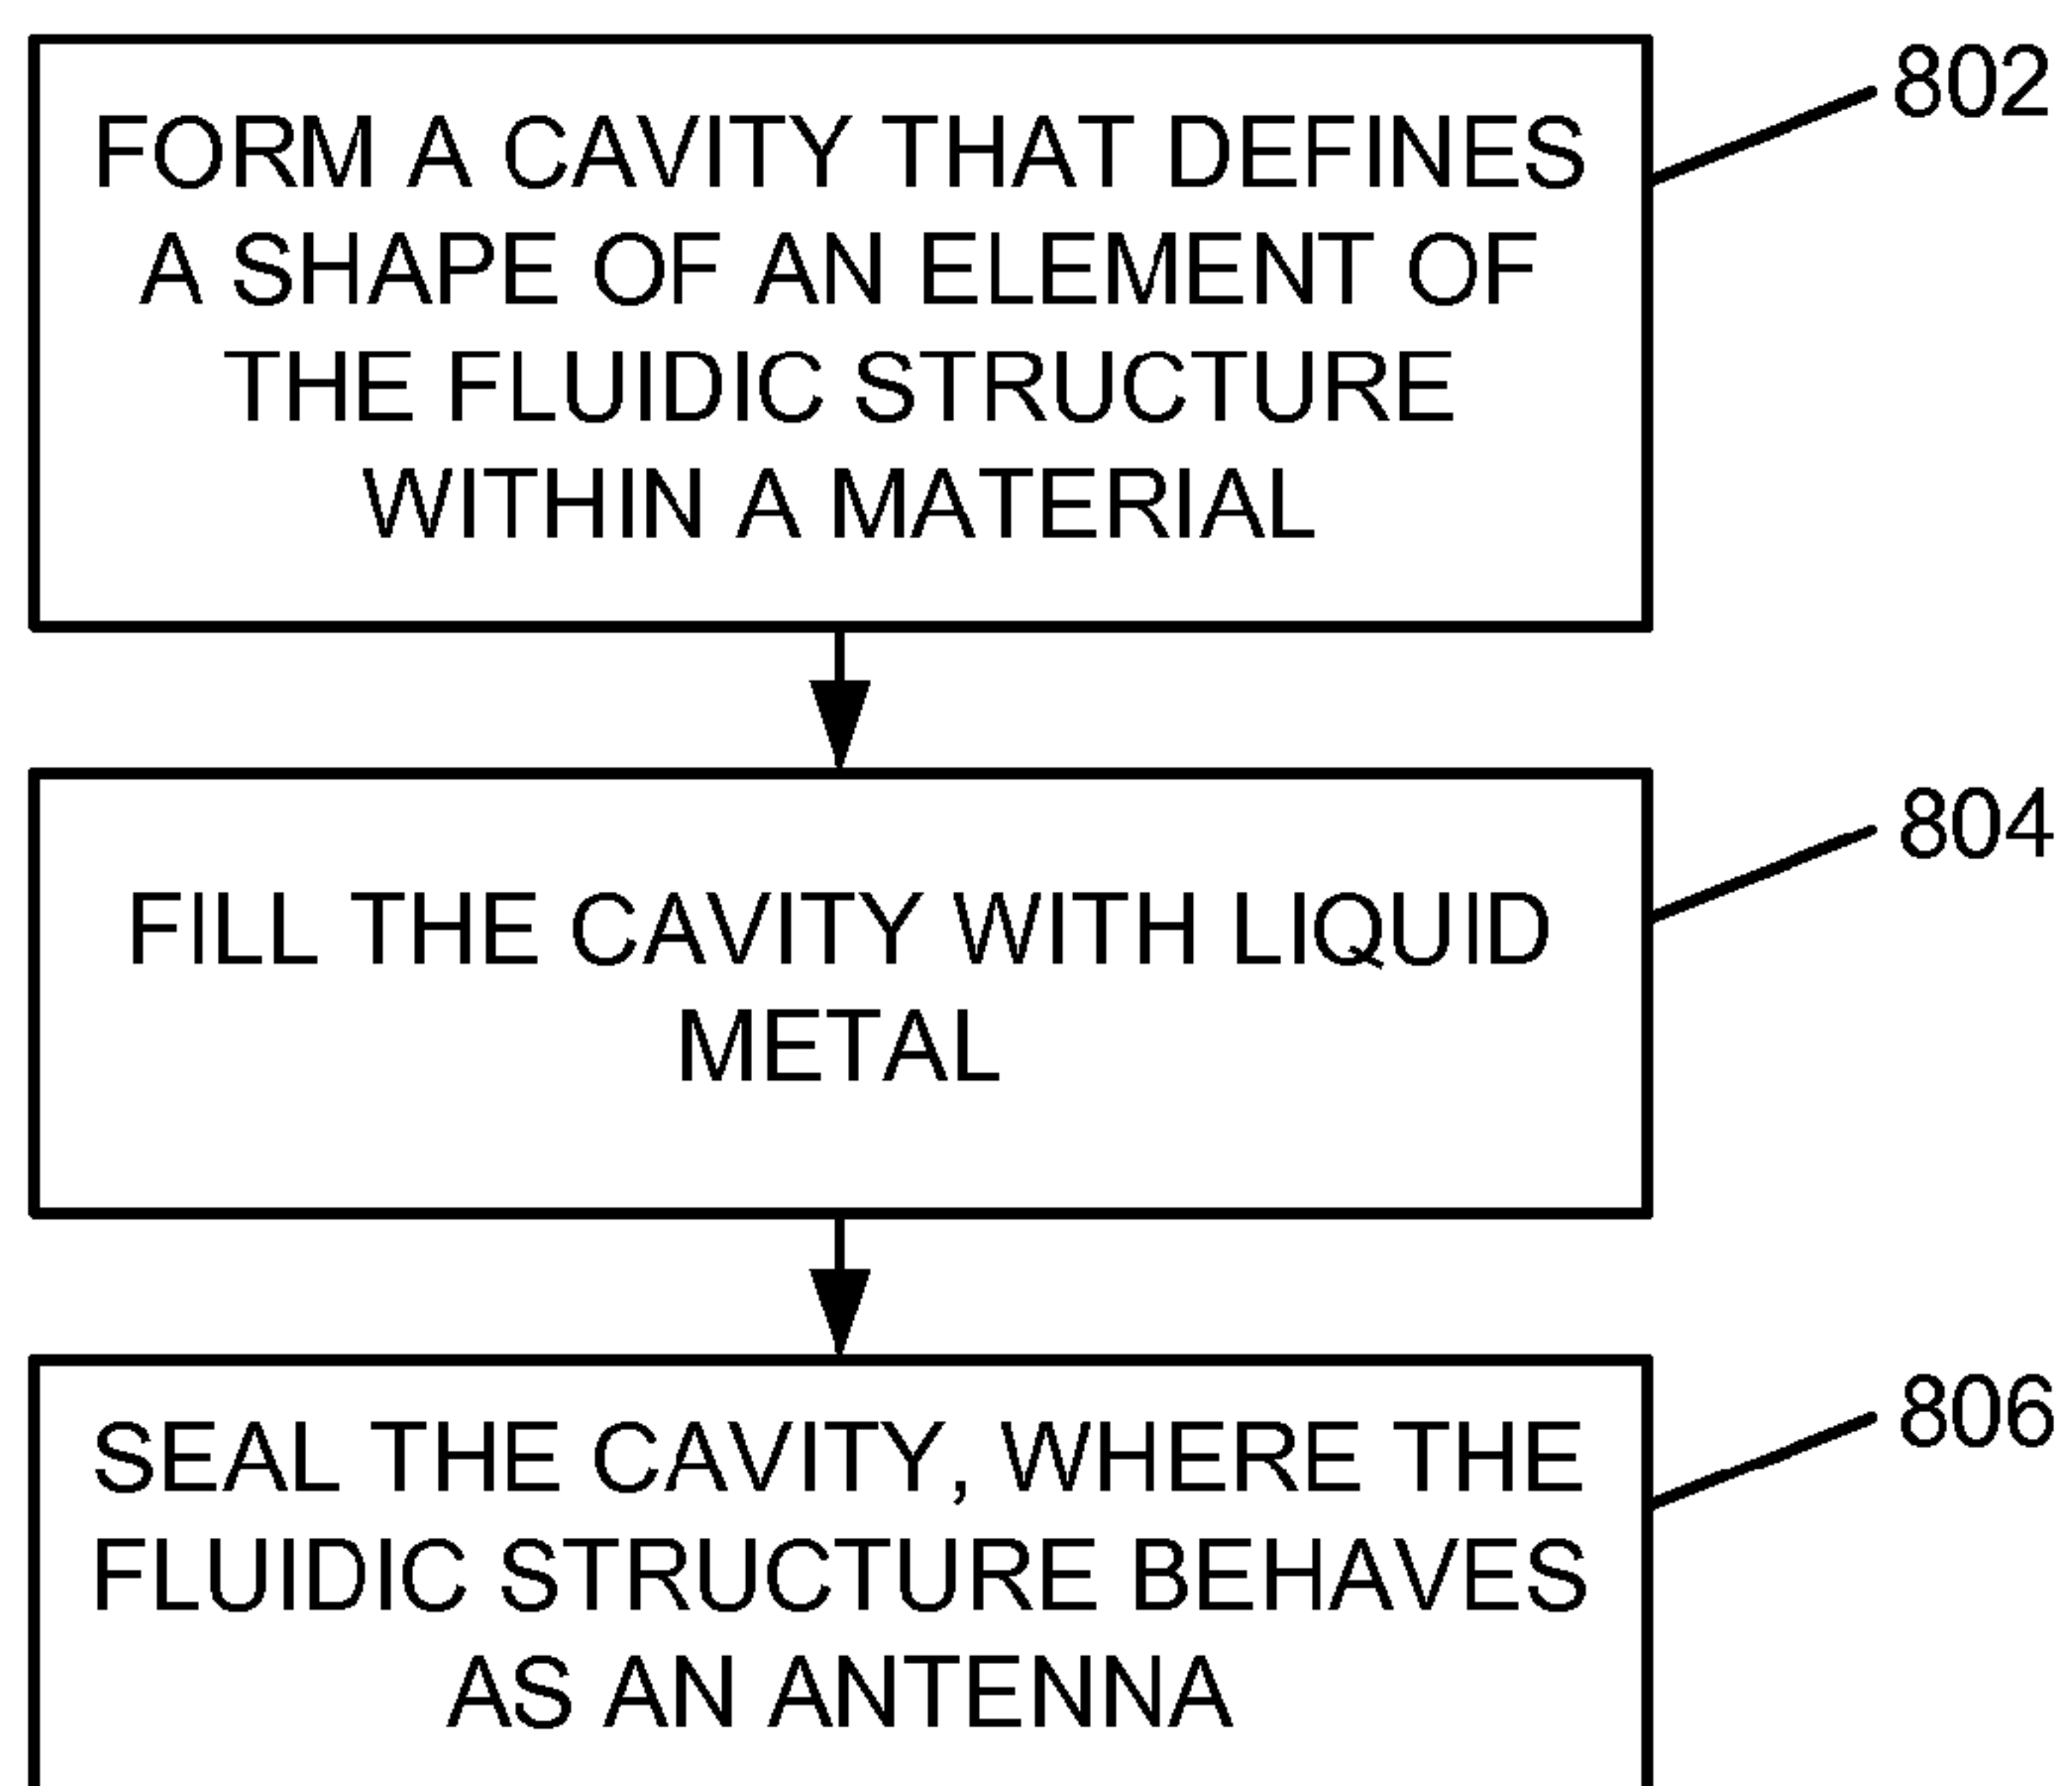 802
FORM A CAVITY THAT DEFINES
A SHAPE OF AN ELEMENT OF
THE FLUIDIC STRUCTURE
WITHIN A MATERIAL
804
FILL THE CAVITY WITH LIQUID
METAL
806
SEAL THE CAVITY, WHERE THE
FLUIDIC STRUCTURE BEHAVES
AS AN ANTENNA